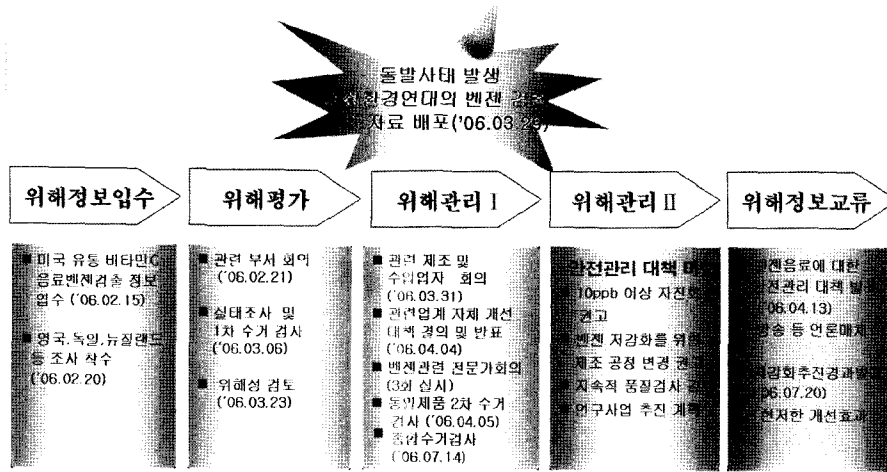 돌발사태 발생
환경연대의 벤젠
자료 배포('06.03.29)
위해정보입수
위해평가
위해관리 I
위해관리 II
위해정보교류
■ 미국 유통 비타민C
음료벤젠검출 정보
입수 ('06.02.15)
■ 영국,독일,뉴질랜드
등 조사 착수
('06.02.20)
■ 관련 부서 회의
('06.02.21)
■ 실태조사 및
1차 수거 검사
('06.03.06)
■ 위해성 검토
('06.03.23)
■ 관련 제조 및
수입업자 회의
('06.03.31)
■ 관련업계 자체 개선
대책 결의 및 발표
('06.04.04)
■ 벤젠관련 전문가회의
(3회 실시)
■ 동일제품 2차 수거
검사 ('06.04.05)
■ 종합수거검사
('06.07.14)
안전관리 대책
■ 10ppb 이상 자진회
권고
■ 벤젠 저감화를 위
제조 공정 변경 권
■ 지속적 품질검사
■ 연구사업 추진 계획
벤젠음료에 대한
안전관리 대책
06.04.13)
방송 등 언론매체
저감화추진경과
06.07.20)
현저한 개선효과